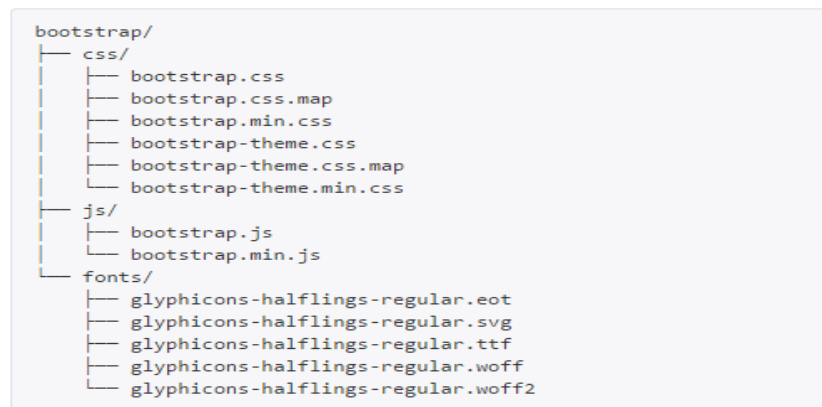 bootstrap/
├── css/
│   ├── bootstrap.css
│   ├── bootstrap.css.map
│   ├── bootstrap.min.css
│   ├── bootstrap-theme.css
│   ├── bootstrap-theme.css.map
│   └── bootstrap-theme.min.css
├── js/
│   ├── bootstrap.js
│   └── bootstrap.min.js
└── fonts/
    ├── glyphicons-halflings-regular.eot
    ├── glyphicons-halflings-regular.svg
    ├── glyphicons-halflings-regular.ttf
    ├── glyphicons-halflings-regular.woff
    └── glyphicons-halflings-regular.woff2